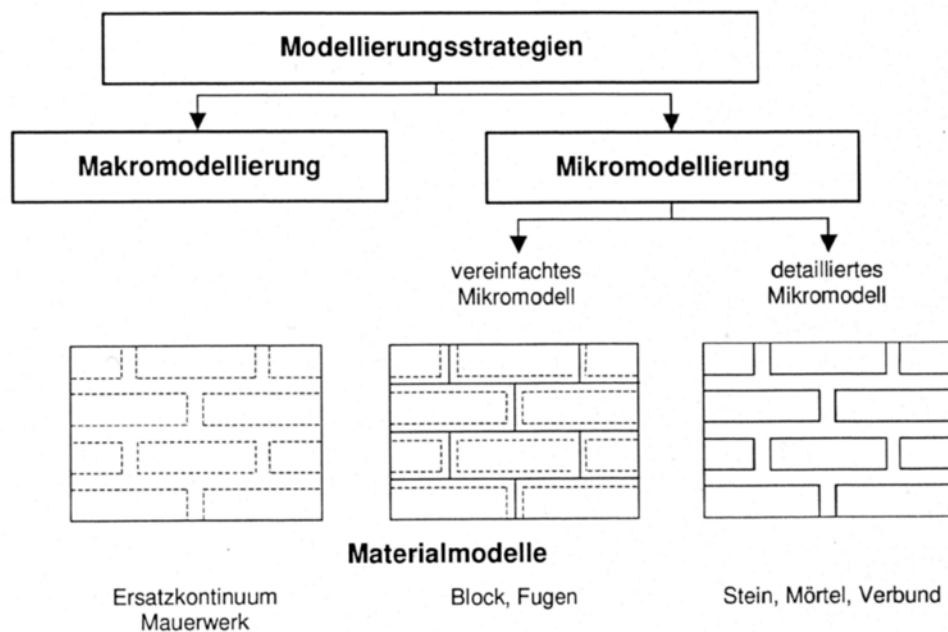 Modellierungsstrategien
Makromodellierung
Mikromodellierung
vereinfachtes
Mikromodell
detailliertes
Mikromodell
Materialmodelle
Ersatzkontinuum
Mauerwerk
Block, Fugen
Stein, Mörtel, Verbund